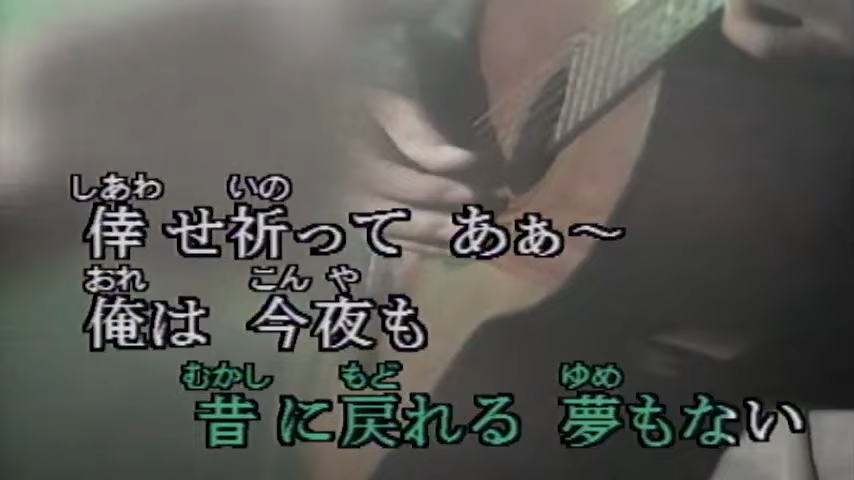 しあわ いの
倖せ祈って あぁ～
おれ こんや
俺は 今夜も
むかし もど ゆめ
昔に戻れる 夢もない